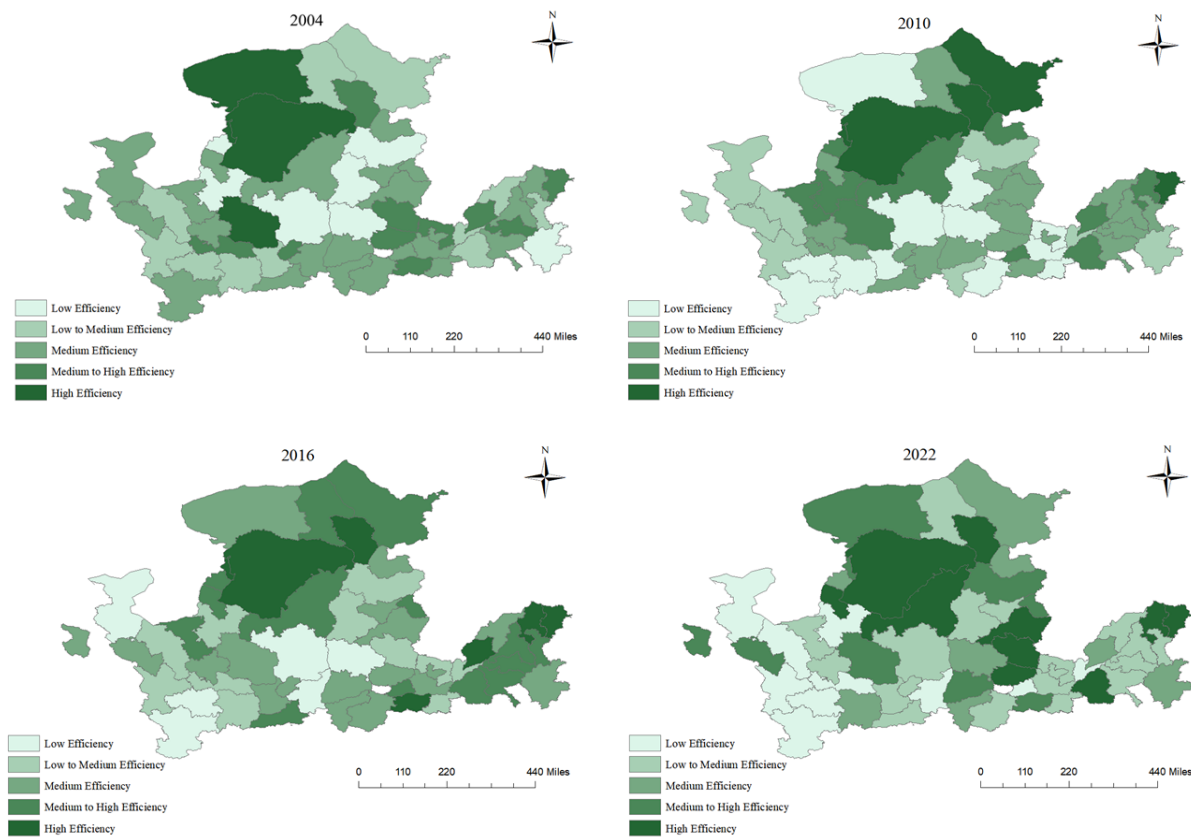 2004
N
Low Efficiency
Low to Medium Efficiency
Medium Efficiency
Medium to High Efficiency
High Efficiency
0 110 220 440 Miles
2010
N
Low Efficiency
Low to Medium Efficiency
Medium Efficiency
Medium to High Efficiency
High Efficiency
0 110 220 440 Miles
2016
N
Low Efficiency
Low to Medium Efficiency
Medium Efficiency
Medium to High Efficiency
High Efficiency
0 110 220 440 Miles
2022
N
Low Efficiency
Low to Medium Efficiency
Medium Efficiency
Medium to High Efficiency
High Efficiency
0 110 220 440 Miles